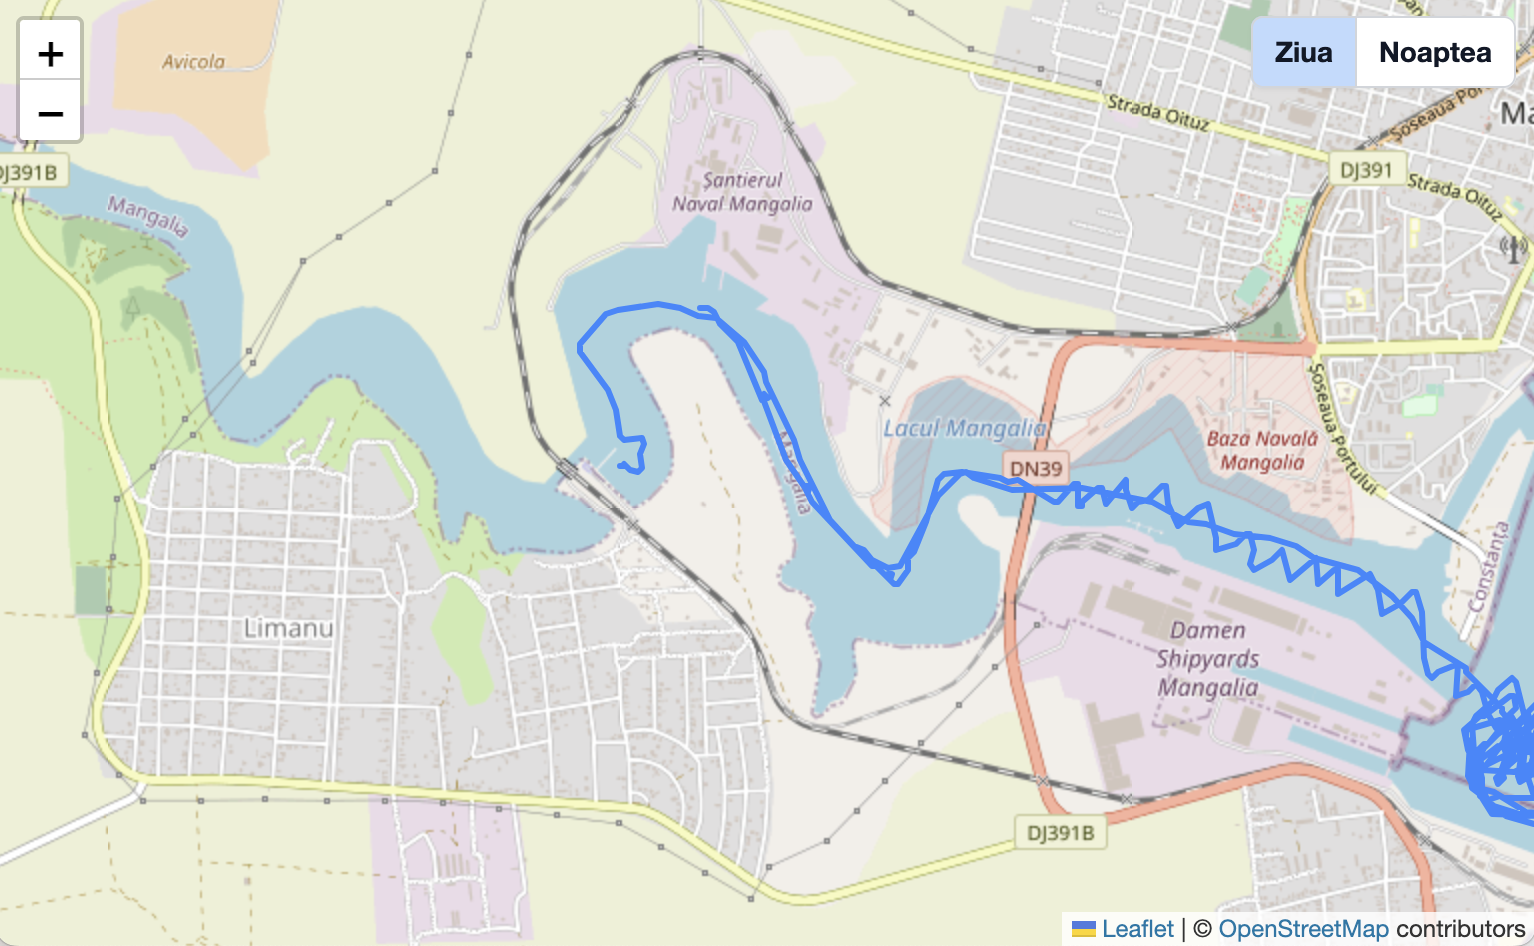 +
−
Ziua
Noaptea
Avicola
DJ391B
Mangalia
Șantierul
Naval Mangalia
Strada Oituz
Șoseaua Por
Ma
DJ391
Strada Oituz
Lacul Mangalia
DN39
Baza Navală
Mangalia
Șoseaua Portului
Mangalia
Constanța
Limanu
Damen
Shipyards
Mangalia
DJ391B
Leaflet | © OpenStreetMap contributors